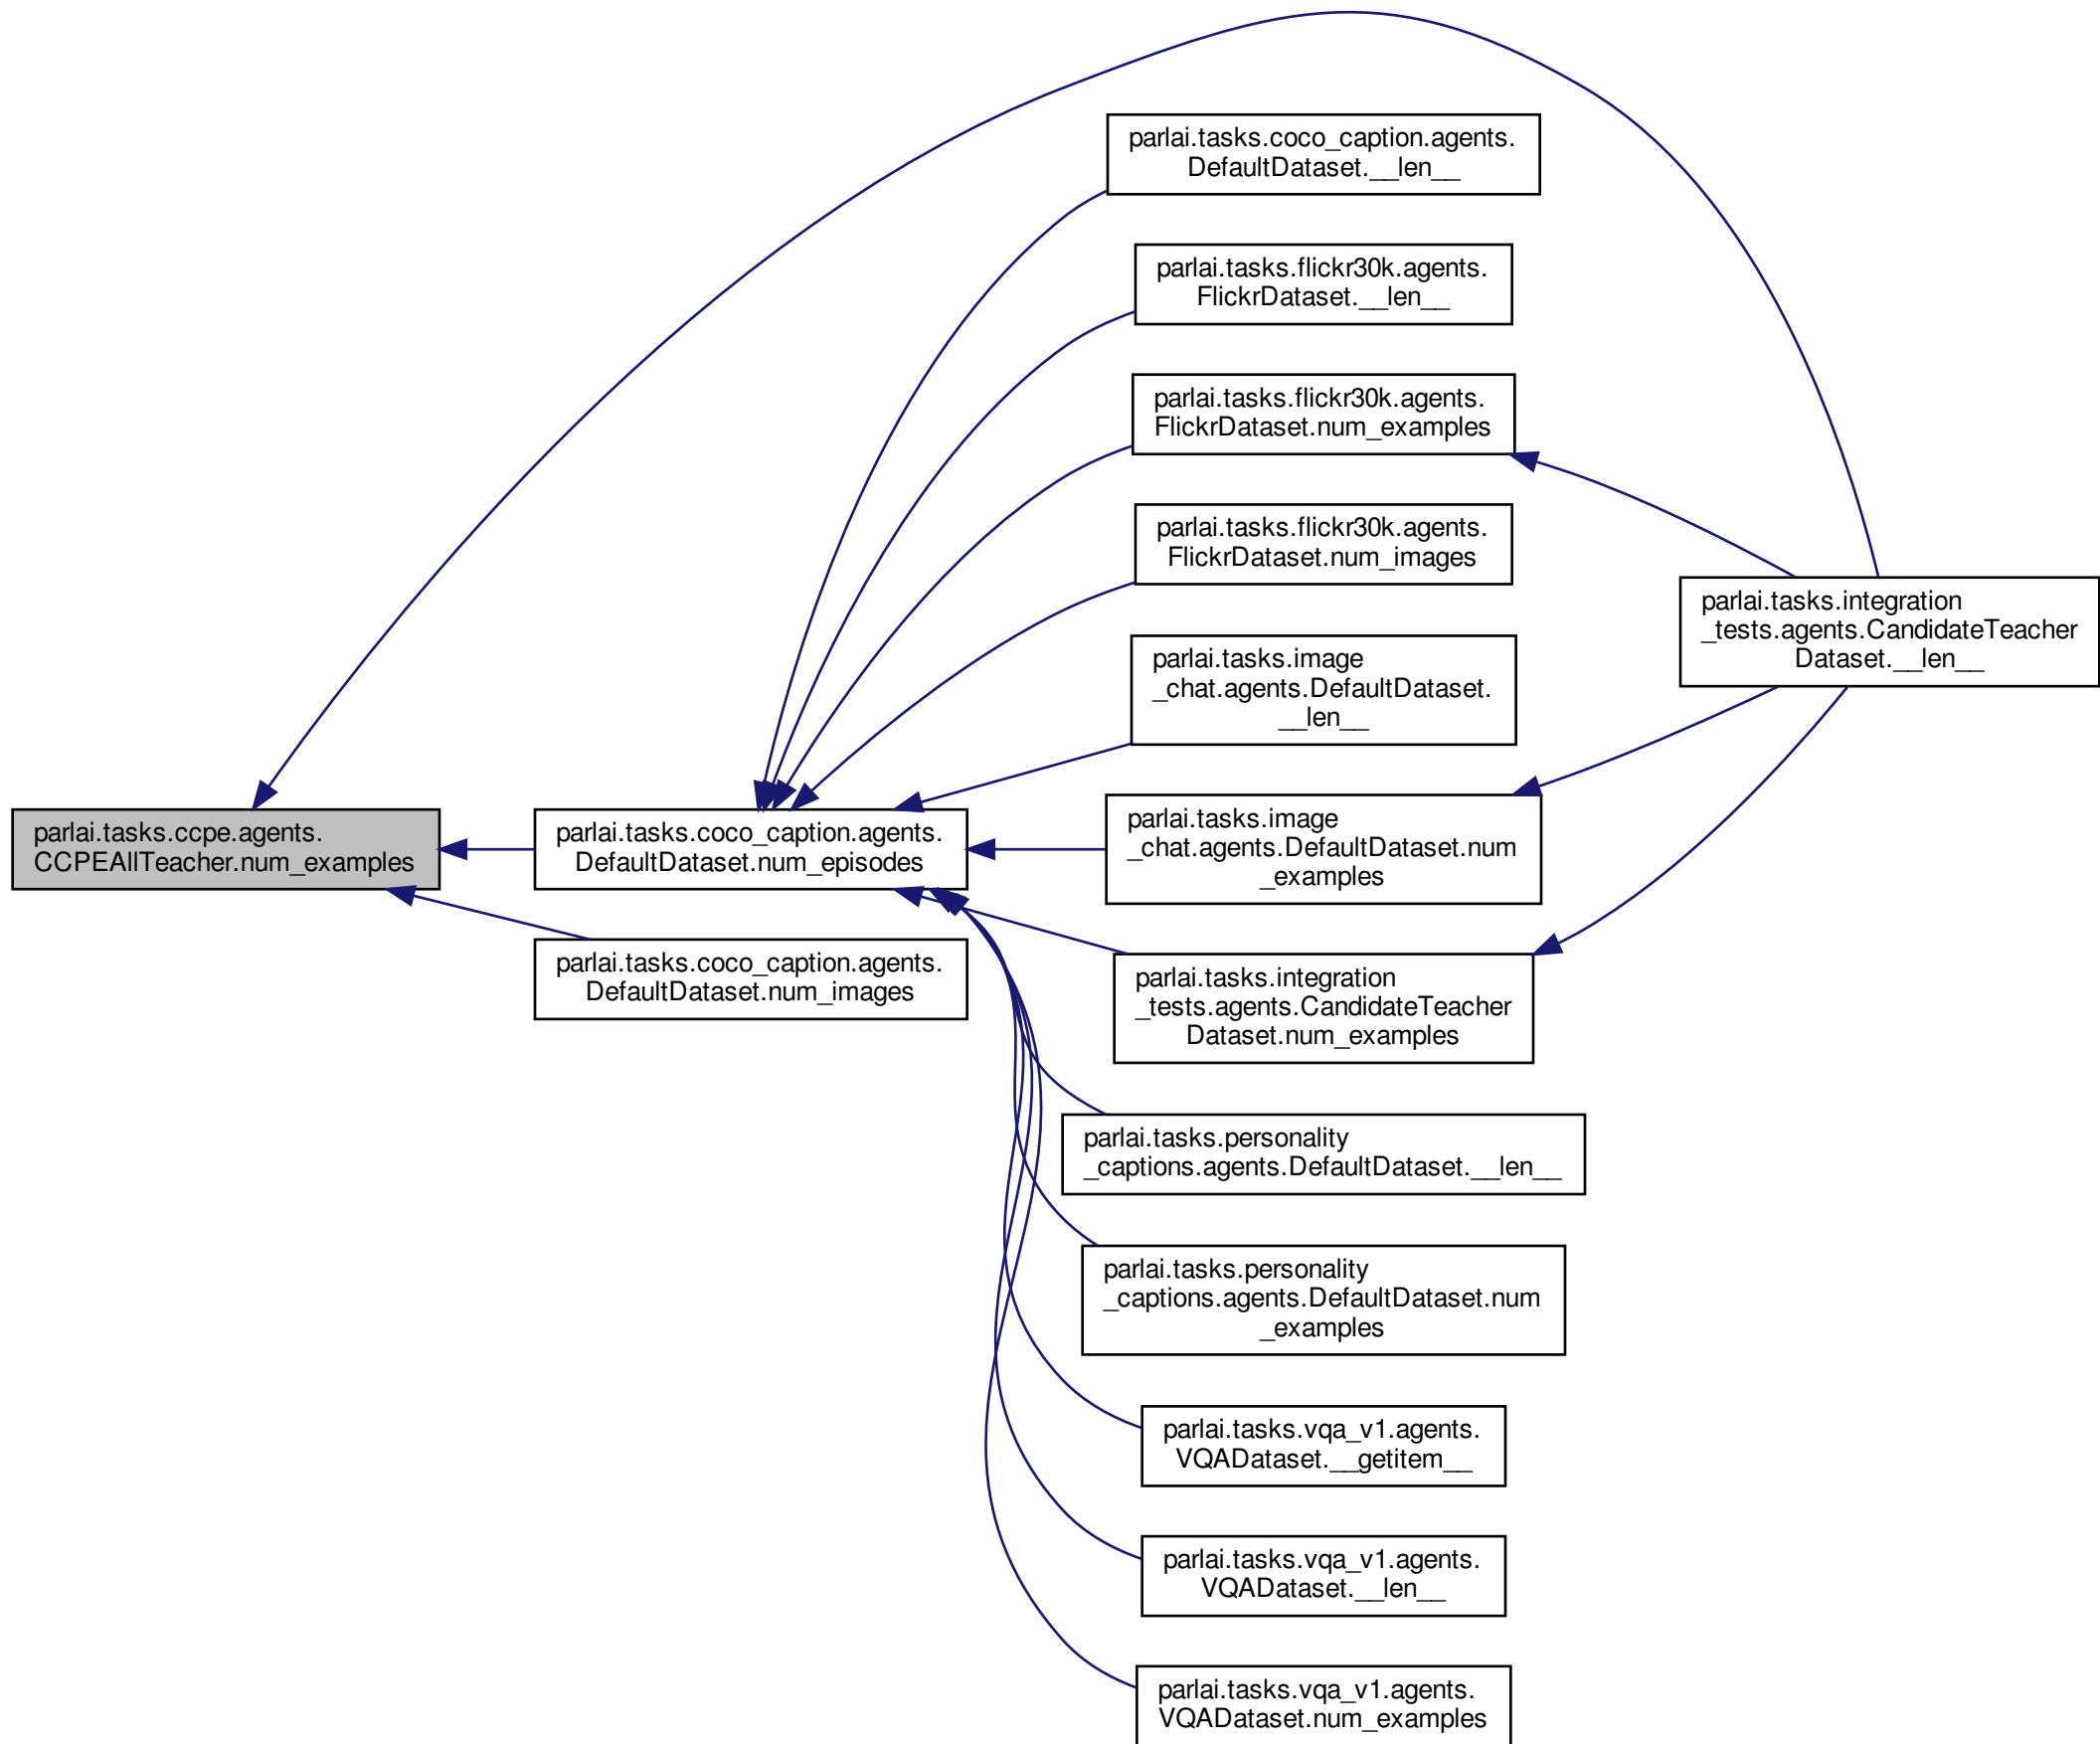 parlai.tasks.coco_caption.agents.
DefaultDataset.__len__
parlai.tasks.flickr30k.agents.
FlickrDataset.__len__
parlai.tasks.flickr30k.agents.
FlickrDataset.num_examples
parlai.tasks.flickr30k.agents.
FlickrDataset.num_images
parlai.tasks.integration
_tests.agents.CandidateTeacher
Dataset.__len__
parlai.tasks.image
_chat.agents.DefaultDataset.
__len__
parlai.tasks.ccpe.agents.
CCPEAllTeacher.num_examples
parlai.tasks.coco_caption.agents.
DefaultDataset.num_episodes
parlai.tasks.image
_chat.agents.DefaultDataset.num
_examples
parlai.tasks.coco_caption.agents.
DefaultDataset.num_images
parlai.tasks.integration
_tests.agents.CandidateTeacher
Dataset.num_examples
parlai.tasks.personality
_captions.agents.DefaultDataset.__len__
parlai.tasks.personality
_captions.agents.DefaultDataset.num
_examples
parlai.tasks.vqa_v1.agents.
VQADataset.__getitem__
parlai.tasks.vqa_v1.agents.
VQADataset.__len__
parlai.tasks.vqa_v1.agents.
VQADataset.num_examples